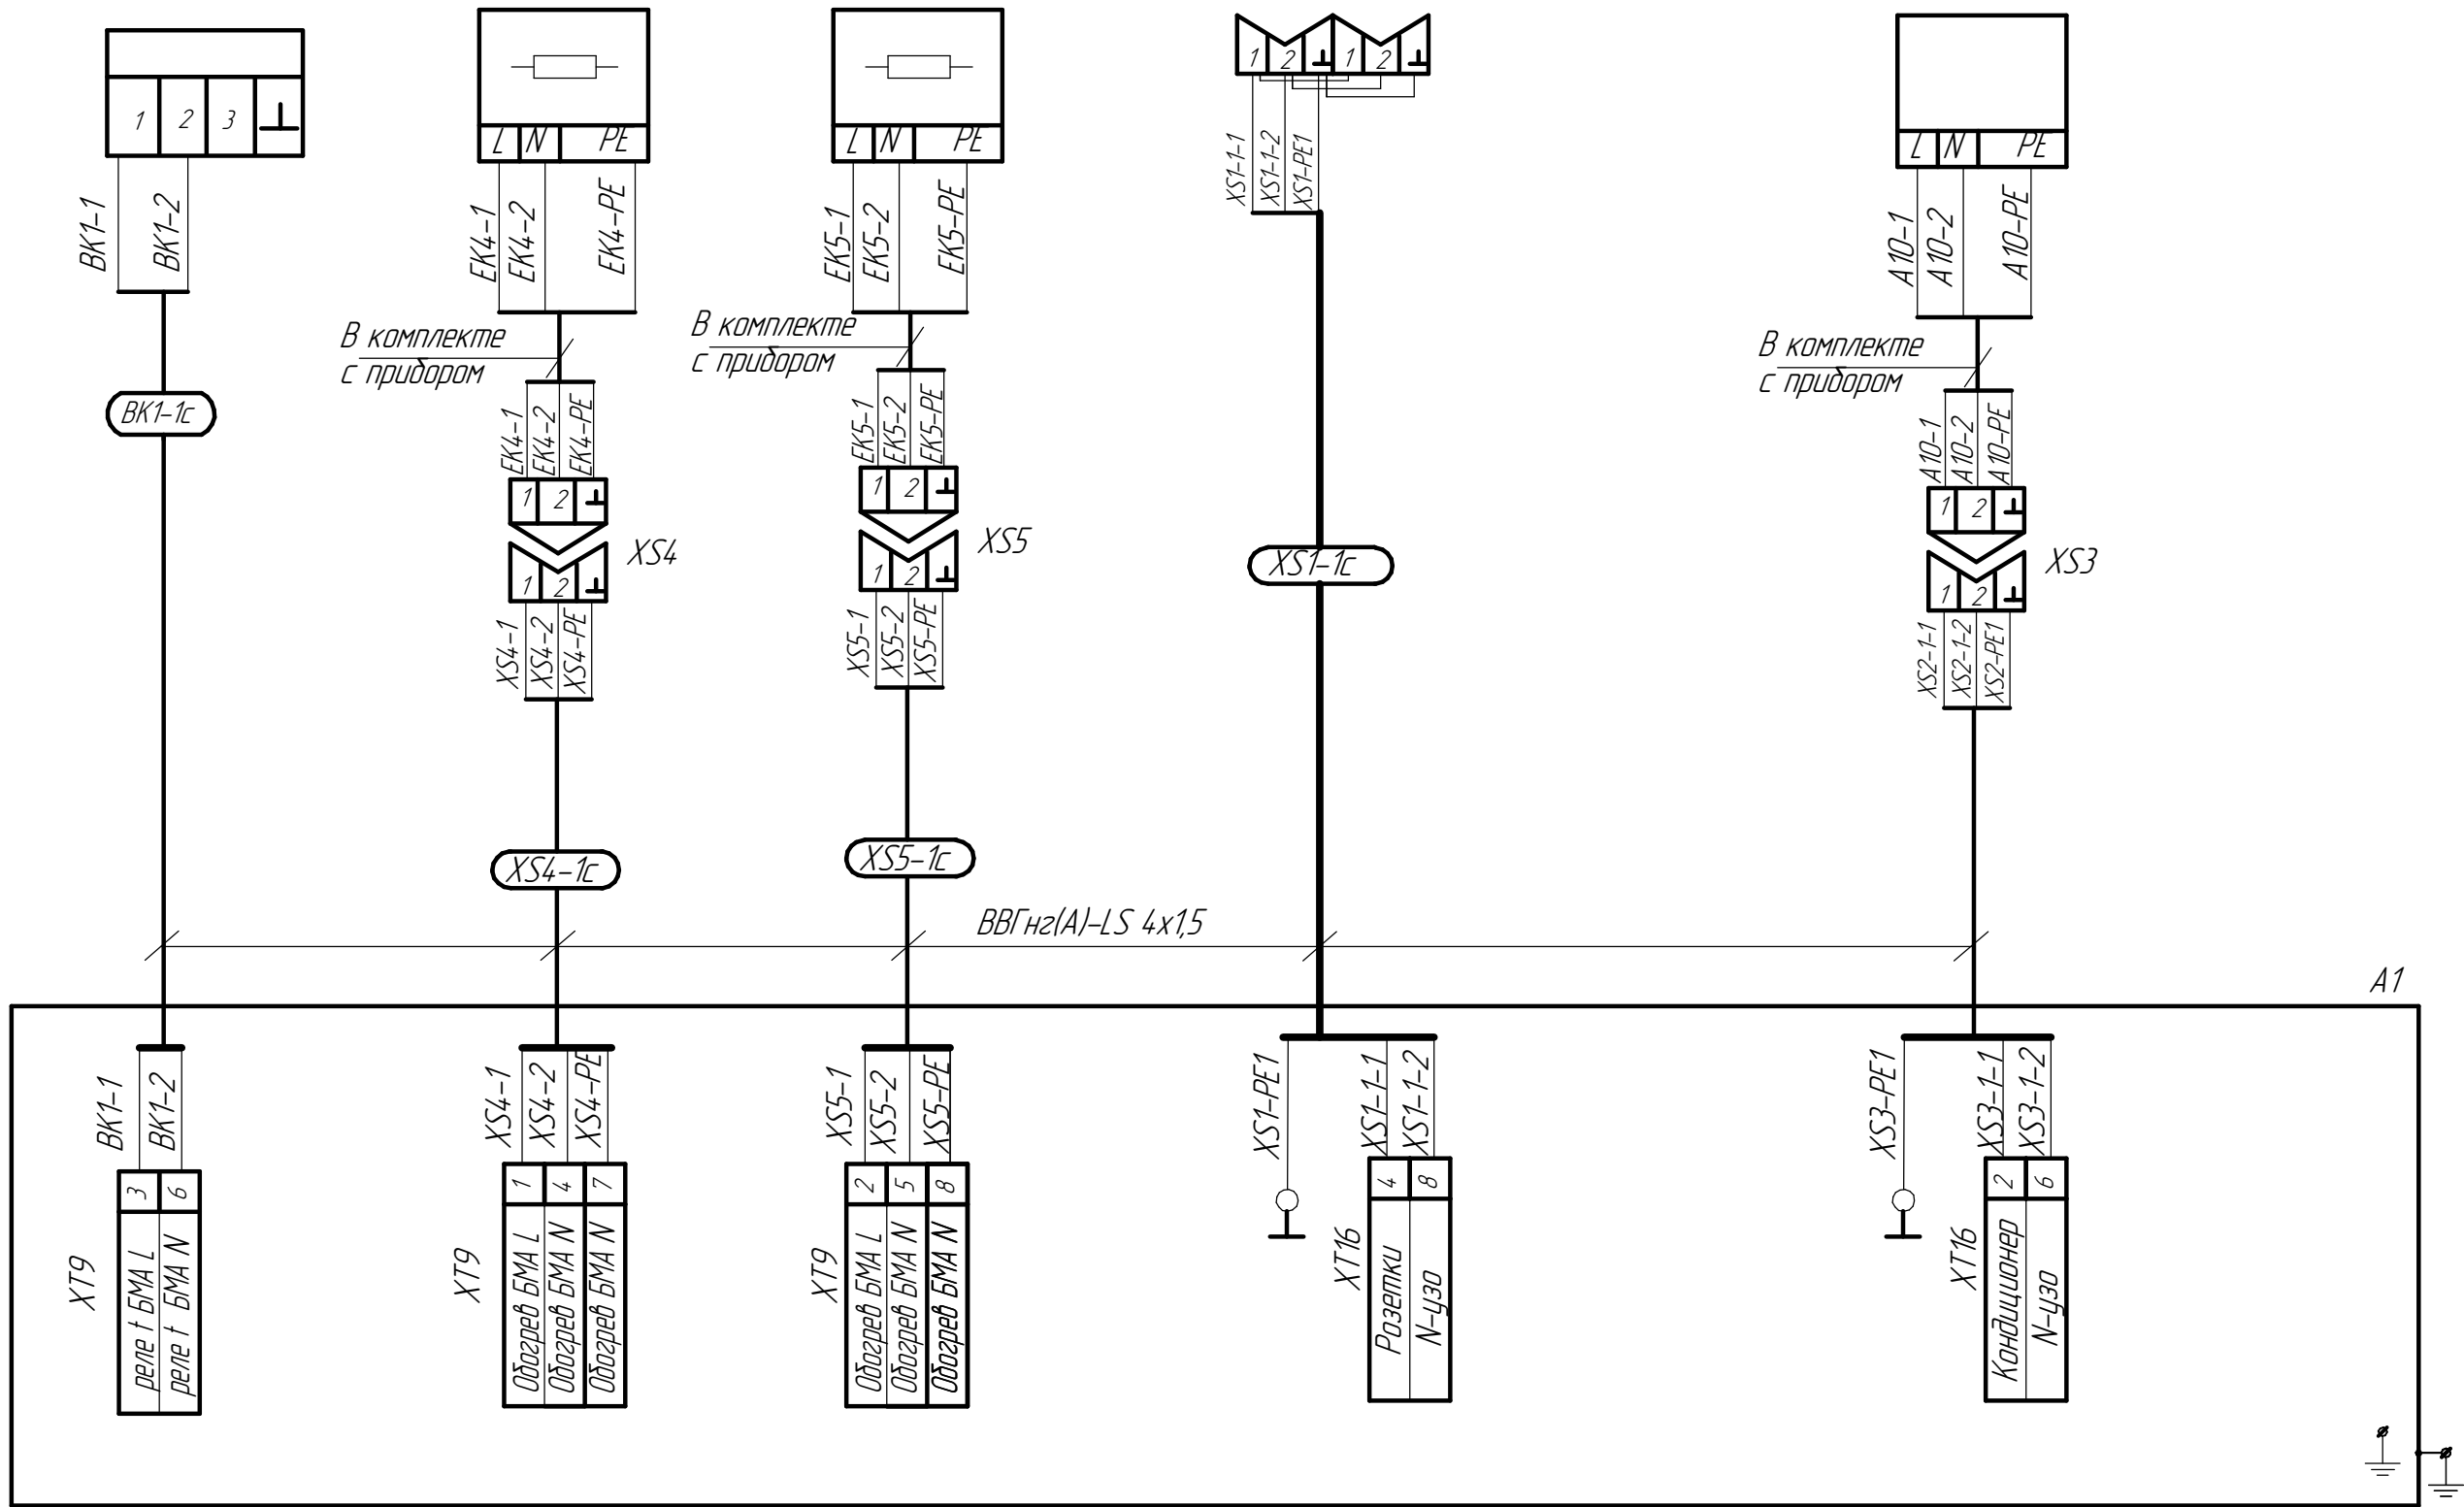 1 2 3
L N PE
L N PE
1 2 1 2
L N PE
BK1-1
BK1-2
EK4-1
EK4-2
EK4-PE
EK5-1
EK5-2
EK5-PE
XS1-1-1
XS1-1-2
XS1-PE1
A10-1
A10-2
A10-PE
В комплекте
с прибором
В комплекте
с прибором
В комплекте
с прибором
BK1-1c
EK4-1
EK4-2
EK4-PE
1 2
XS4
1 2
XS4-1
XS4-2
XS4-PE
EK5-1
EK5-2
EK5-PE
1 2
XS5
1 2
XS5-1
XS5-2
XS5-PE
XS1-1c
A10-1
A10-2
A10-PE
1 2
XS3
1 2
XS2-1-1
XS2-1-2
XS2-PE1
XS4-1c
XS5-1c
ВВГнг(А)-LS 4х1,5
A1
BK1-1
BK1-2
3 6
XT9
реле t БМА L
реле t БМА N
XS4-1
XS4-2
XS4-PE
1 4 7
XT9
Обогрев БМА L
Обогрев БМА N
Обогрев БМА N
XS5-1
XS5-2
XS5-PE
2 5 8
XT9
Обогрев БМА L
Обогрев БМА N
Обогрев БМА N
XS1-PE1
XS1-1-1
XS1-1-2
4 8
XT16
Розетки
N-узо
XS3-PE1
XS3-1-1
XS3-1-2
2 6
XT16
Кондиционер
N-узо